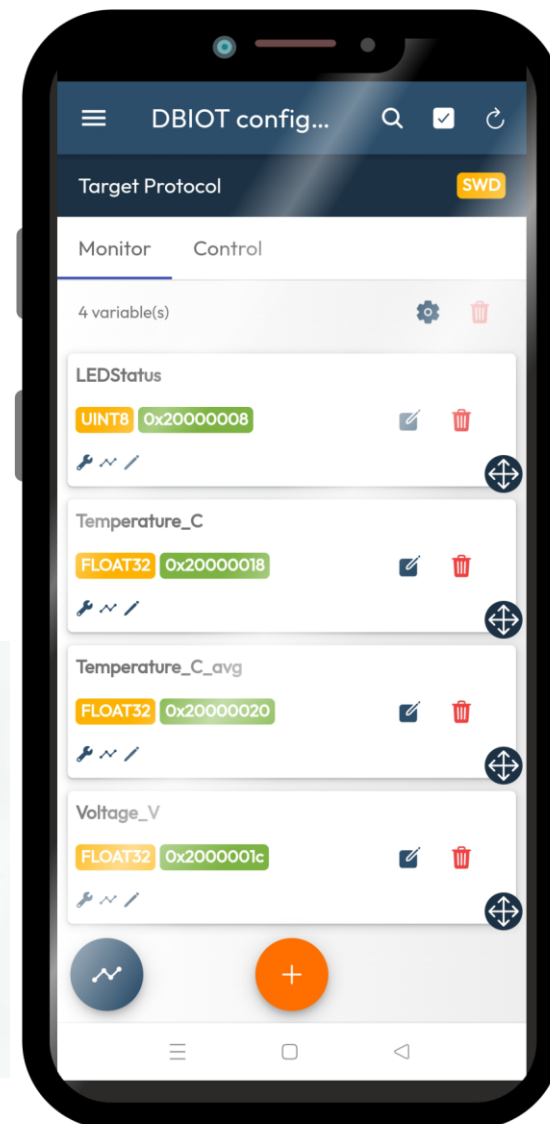 DBIOT config...
Target Protocol SWD
Monitor Control
4 variable(s)
LEDStatus
UINT8 0x20000008
Temperature_C
FLOAT32 0x20000018
Temperature_C_avg
FLOAT32 0x20000020
Voltage_V
FLOAT32 0x2000001c